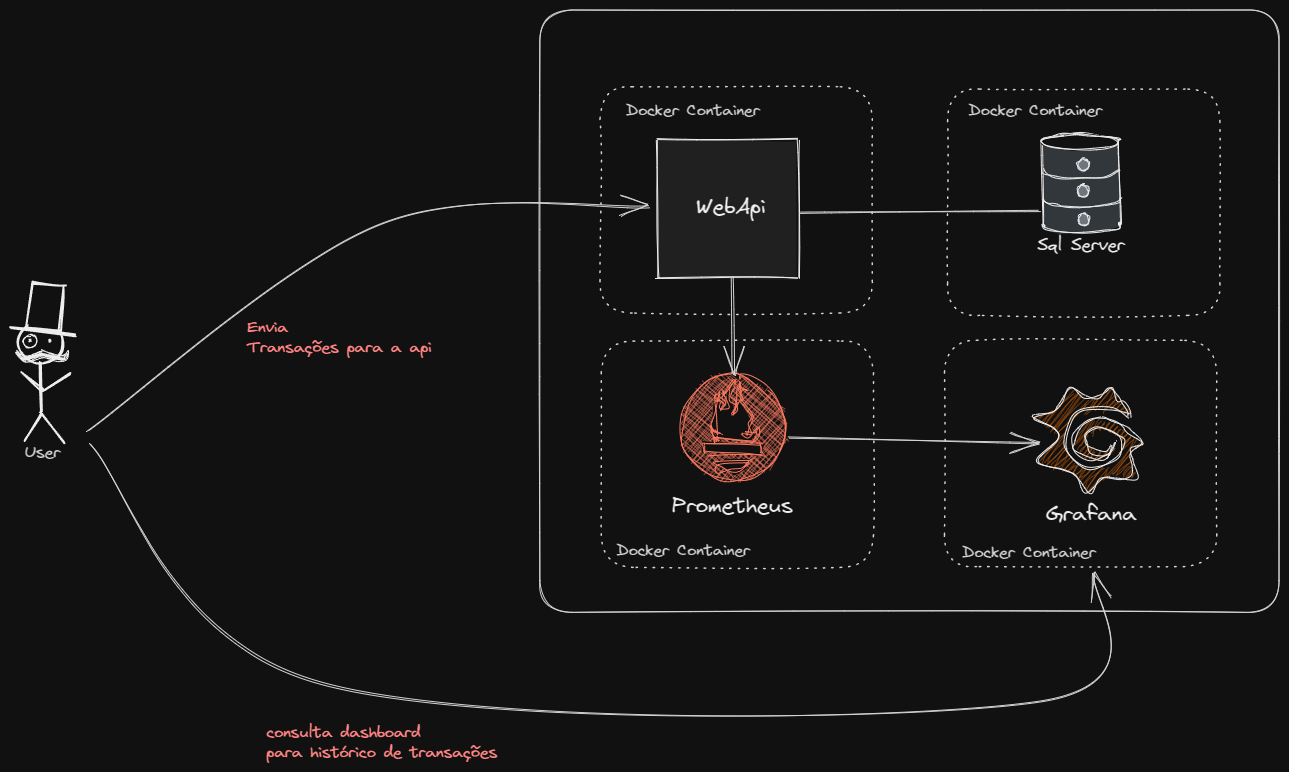 Docker Container
Docker Container
WebApi
Sql Server
Envia
Transações para a api
User
Prometheus
Grafana
Docker Container
Docker Container
consulta dashboard
para histórico de transações